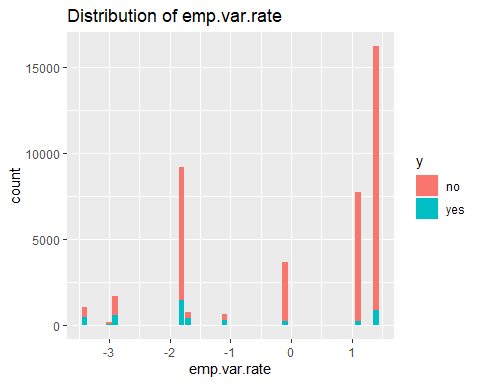 Distribution of emp.var.rate
15000
10000
5000
0
count
-3 -2 -1 0 1
emp.var.rate
y
no
yes